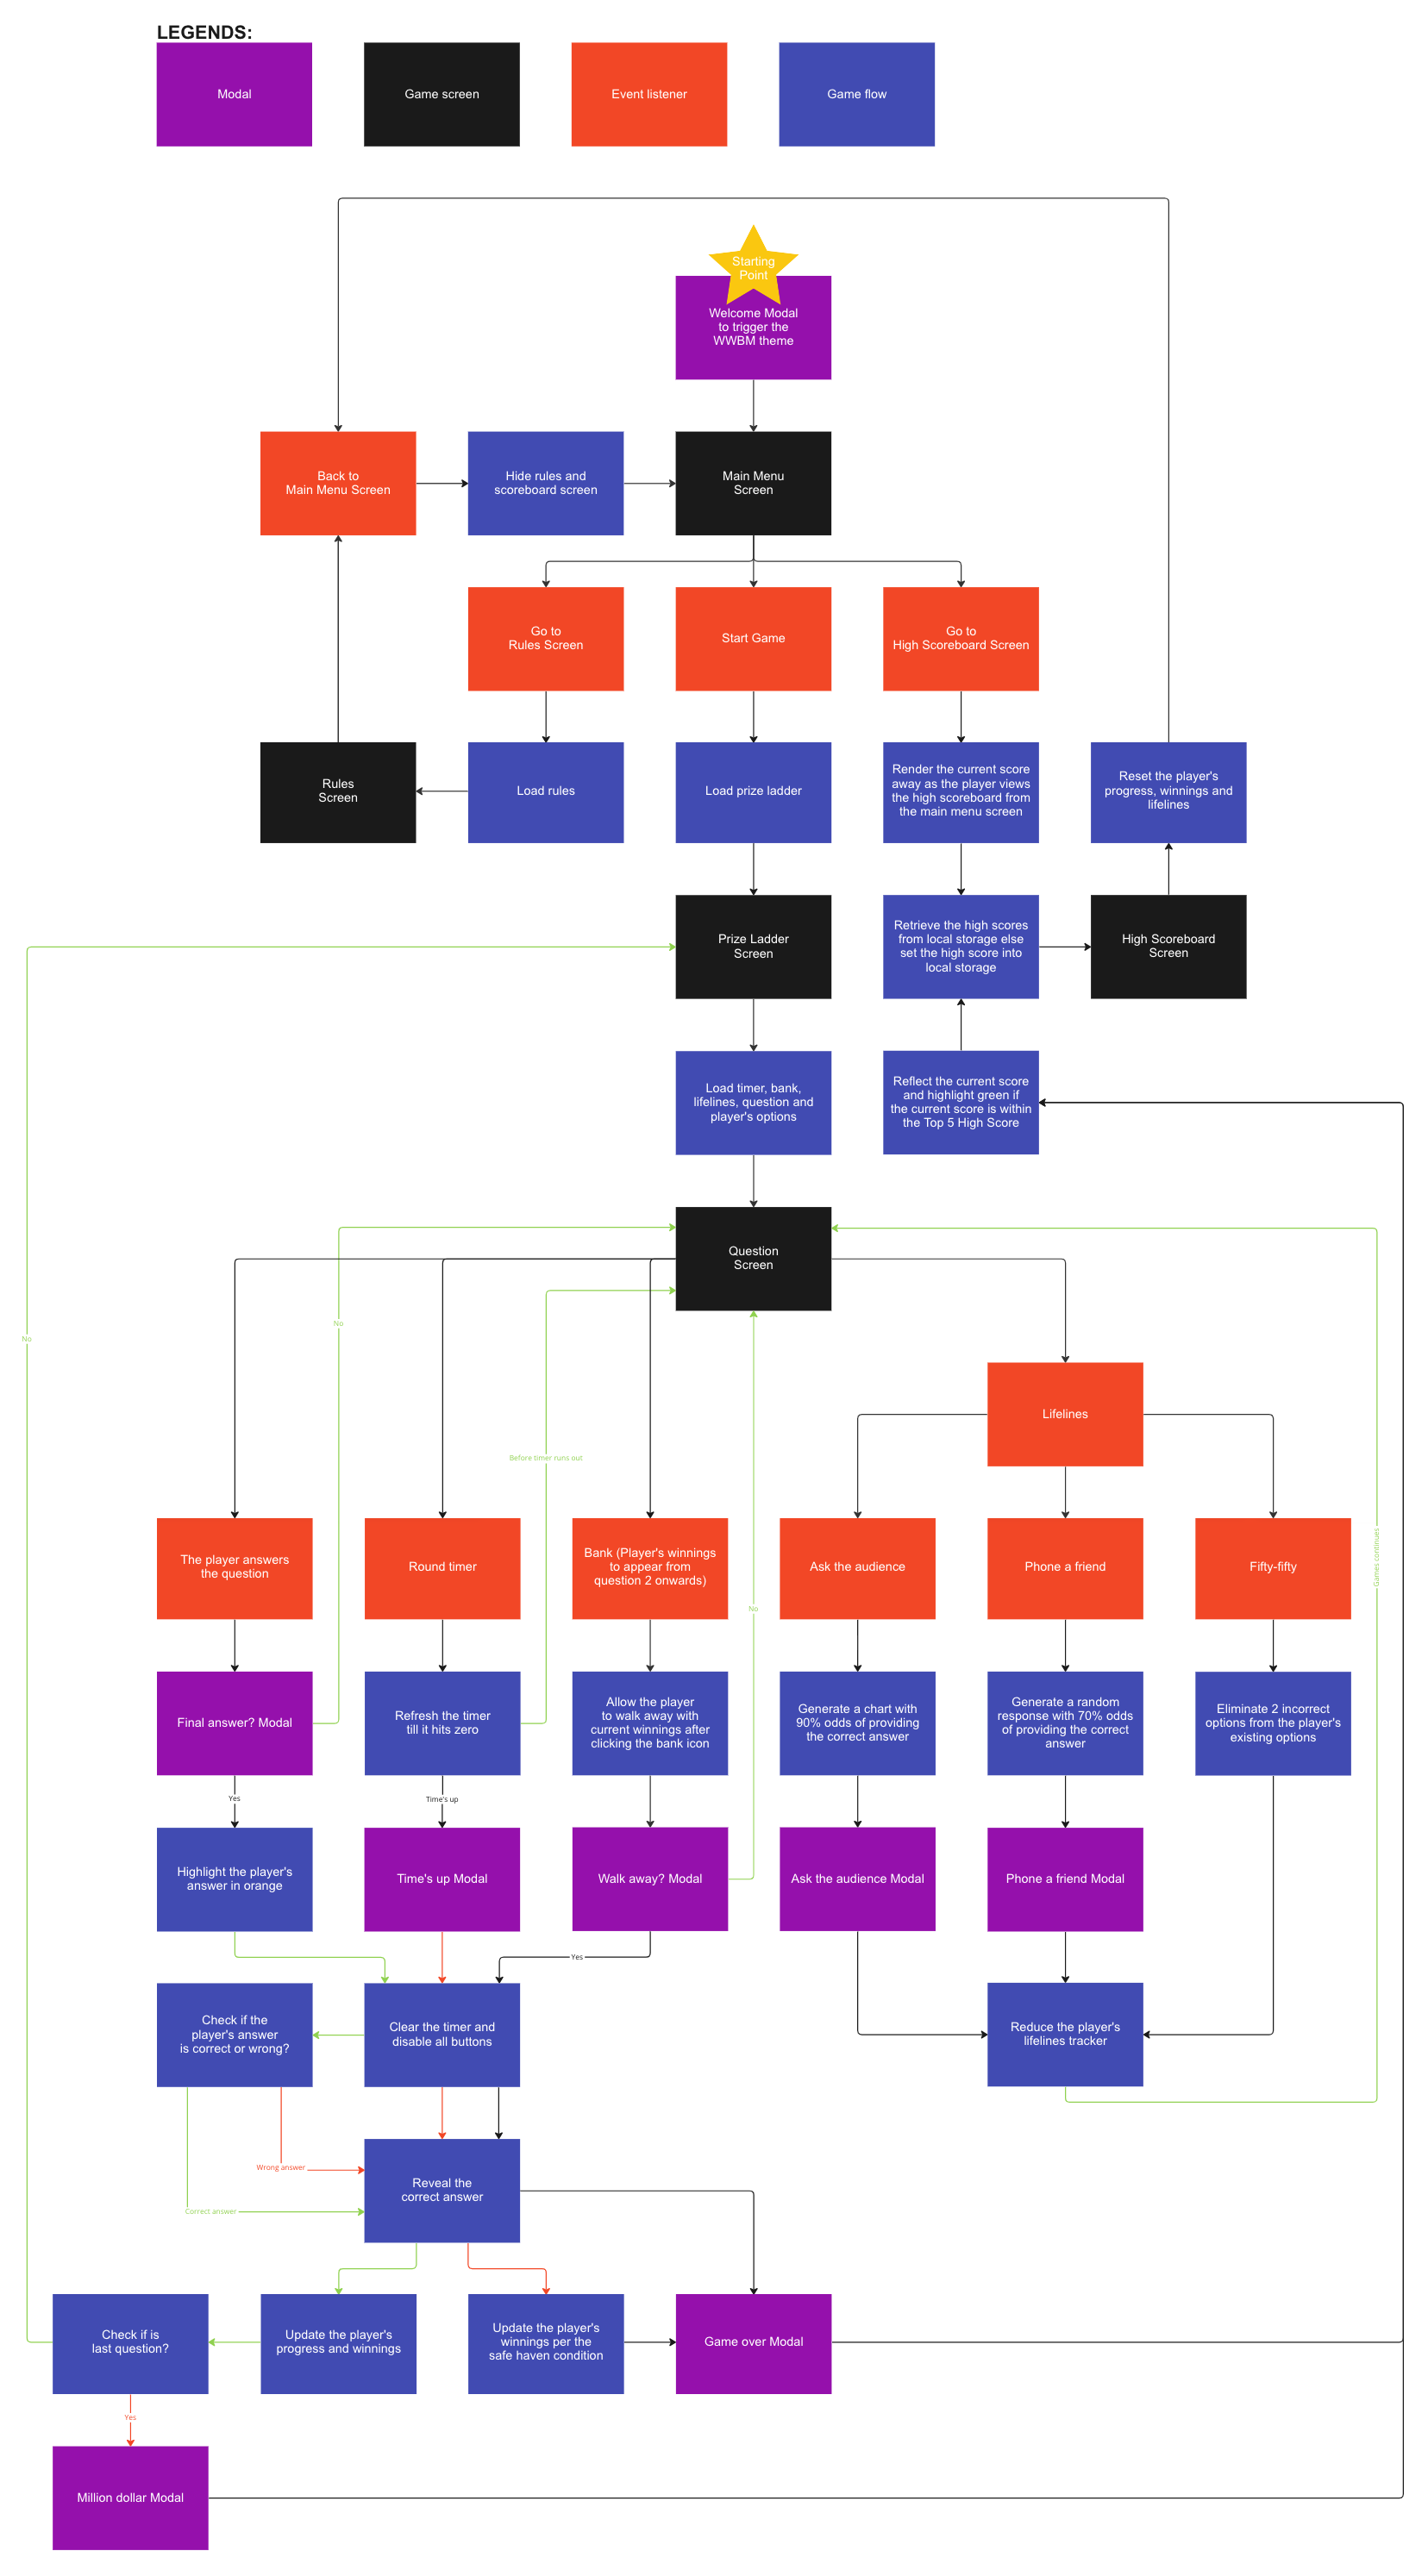 LEGENDS:
Modal
Game screen
Event listener
Game flow
Starting
Point
Welcome Modal
to trigger the
WWBM theme
Back to
Main Menu Screen
Hide rules and
scoreboard screen
Main Menu
Screen
Go to
Rules Screen
Start Game
Go to
High Scoreboard Screen
Rules
Screen
Load rules
Load prize ladder
Render the current score
away as the player views
the high scoreboard from
the main menu screen
Reset the player's
progress, winnings and
lifelines
Prize Ladder
Screen
Retrieve the high scores
from local storage else
set the high score into
local storage
High Scoreboard
Screen
Load timer, bank,
lifelines, question and
player's options
Reflect the current score
and highlight green if
the current score is within
the Top 5 High Score
Question
Screen
No
No
Before timer runs out
Lifelines
Games continues
The player answers
the question
Round timer
Bank (Player's winnings
to appear from
question 2 onwards)
No
Ask the audience
Phone a friend
Fifty-fifty
Final answer? Modal
Refresh the timer
till it hits zero
Allow the player
to walk away with
current winnings after
clicking the bank icon
Generate a chart with
90% odds of providing
the correct answer
Generate a random
response with 70% odds
of providing the correct
answer
Eliminate 2 incorrect
options from the player's
existing options
Yes
Time's up
Highlight the player's
answer in orange
Time's up Modal
Walk away? Modal
Ask the audience Modal
Phone a friend Modal
Yes
Check if the
player's answer
is correct or wrong?
Clear the timer and
disable all buttons
Reduce the player's
lifelines tracker
Wrong answer
Correct answer
Reveal the
correct answer
Check if is
last question?
Update the player's
progress and winnings
Update the player's
winnings per the
safe haven condition
Game over Modal
Yes
Million dollar Modal